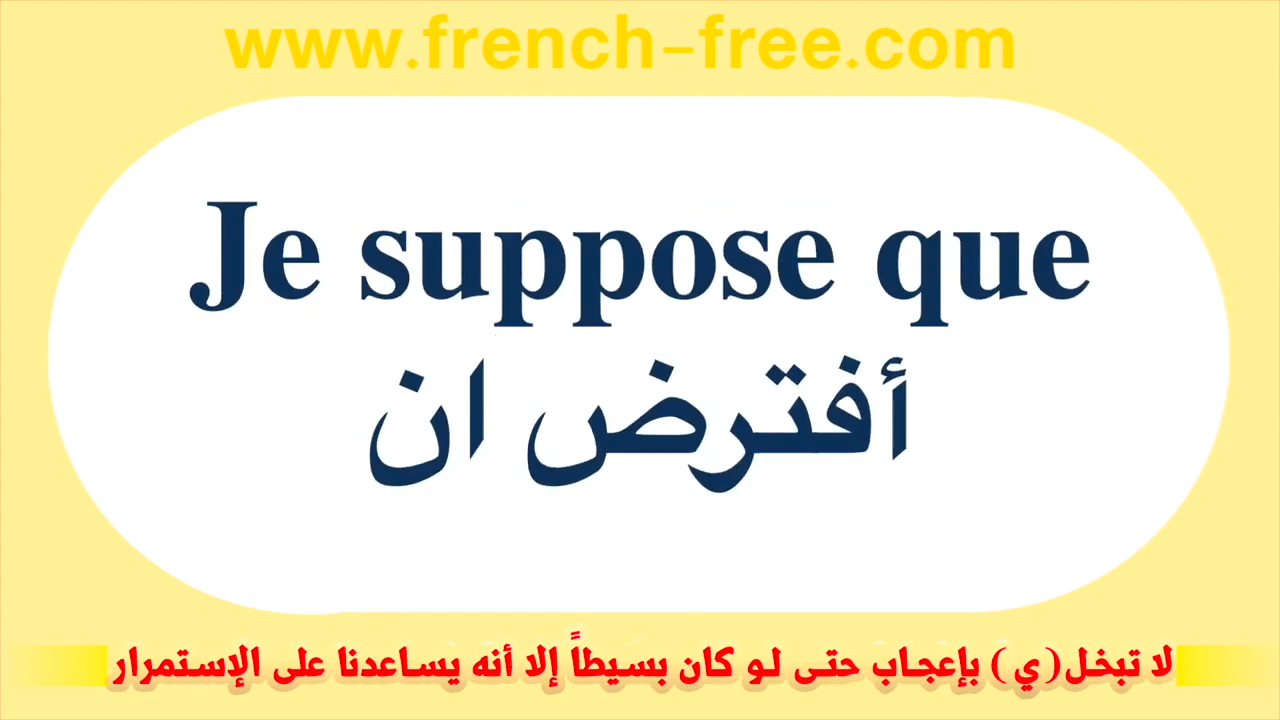 www.french-free.com
Je suppose que
أفترض ان
لا تبخل(ي) بإعجاب حتى لو كان بسيطاً إلا أنه يساعدنا على الإستمرار